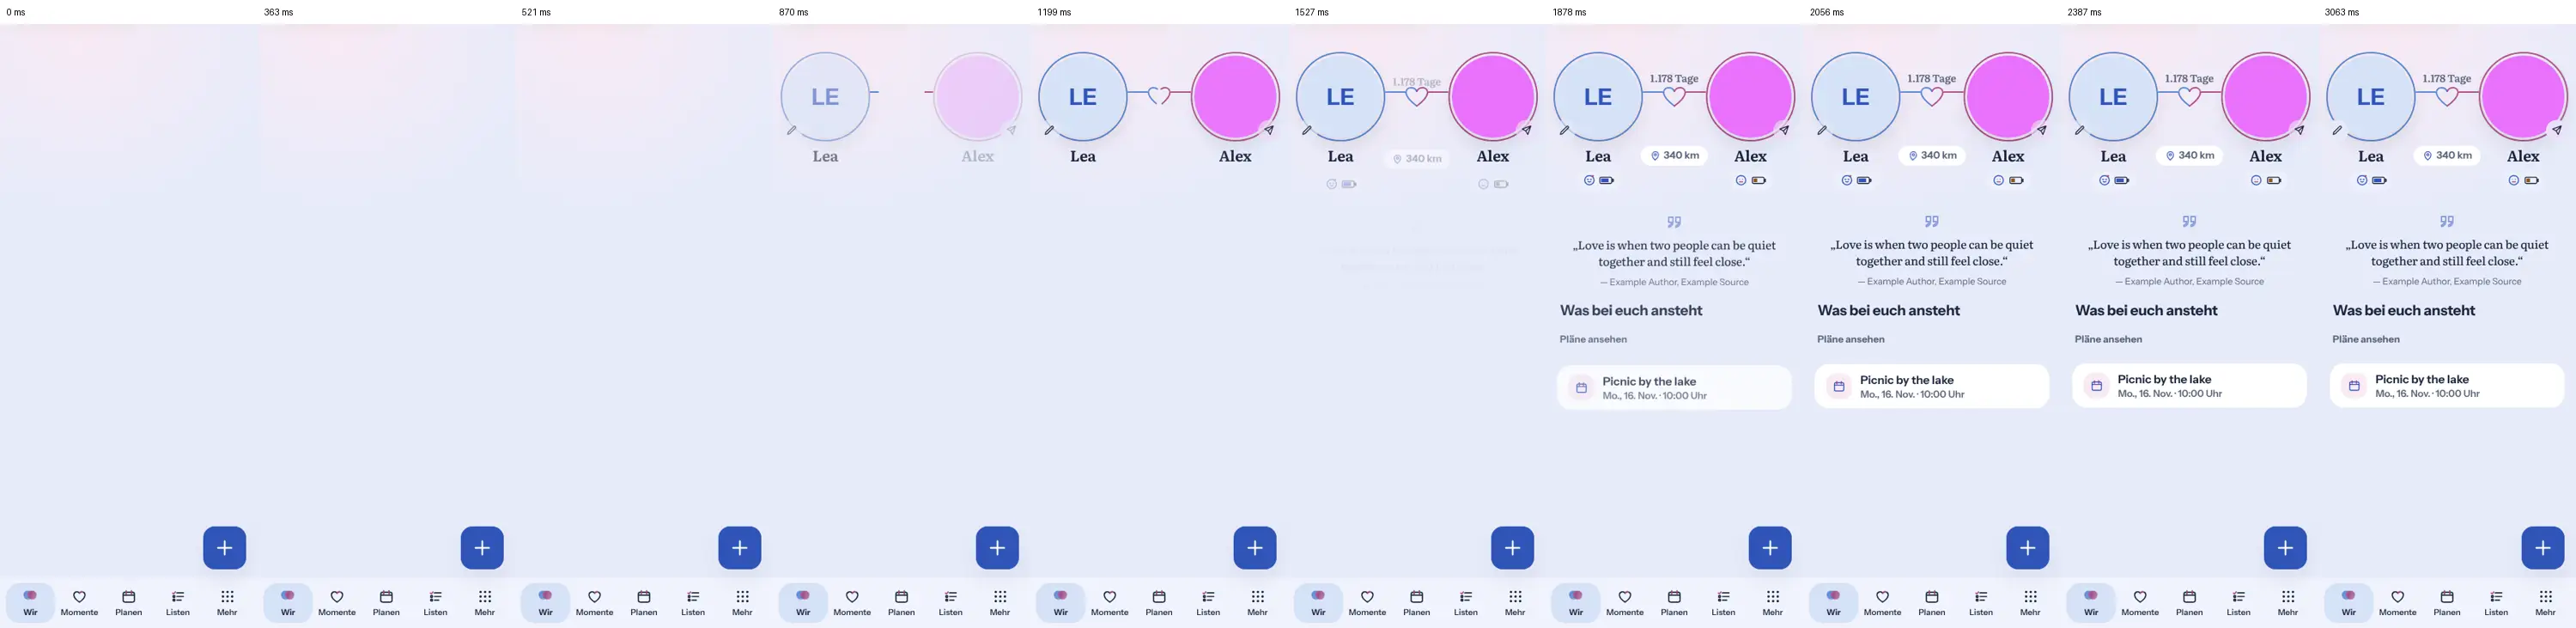 0 ms
363 ms
521 ms
870 ms
1199 ms
1527 ms
1878 ms
2056 ms
2387 ms
3063 ms
Wir Momente Planen Listen Mehr
Wir Momente Planen Listen Mehr
Wir Momente Planen Listen Mehr
LE
Lea Alex
Wir Momente Planen Listen Mehr
LE
Lea Alex
Wir Momente Planen Listen Mehr
LE
1.178 Tage
Lea 340 km Alex
Wir Momente Planen Listen Mehr
LE
1.178 Tage
Lea 340 km Alex
„Love is when two people can be quiet
together and still feel close.“
— Example Author, Example Source
Was bei euch ansteht
Pläne ansehen
Picnic by the lake
Mo., 16. Nov. · 10:00 Uhr
Wir Momente Planen Listen Mehr
LE
1.178 Tage
Lea 340 km Alex
„Love is when two people can be quiet
together and still feel close.“
— Example Author, Example Source
Was bei euch ansteht
Pläne ansehen
Picnic by the lake
Mo., 16. Nov. · 10:00 Uhr
Wir Momente Planen Listen Mehr
LE
1.178 Tage
Lea 340 km Alex
„Love is when two people can be quiet
together and still feel close.“
— Example Author, Example Source
Was bei euch ansteht
Pläne ansehen
Picnic by the lake
Mo., 16. Nov. · 10:00 Uhr
Wir Momente Planen Listen Mehr
LE
1.178 Tage
Lea 340 km Alex
„Love is when two people can be quiet
together and still feel close.“
— Example Author, Example Source
Was bei euch ansteht
Pläne ansehen
Picnic by the lake
Mo., 16. Nov. · 10:00 Uhr
Wir Momente Planen Listen Mehr